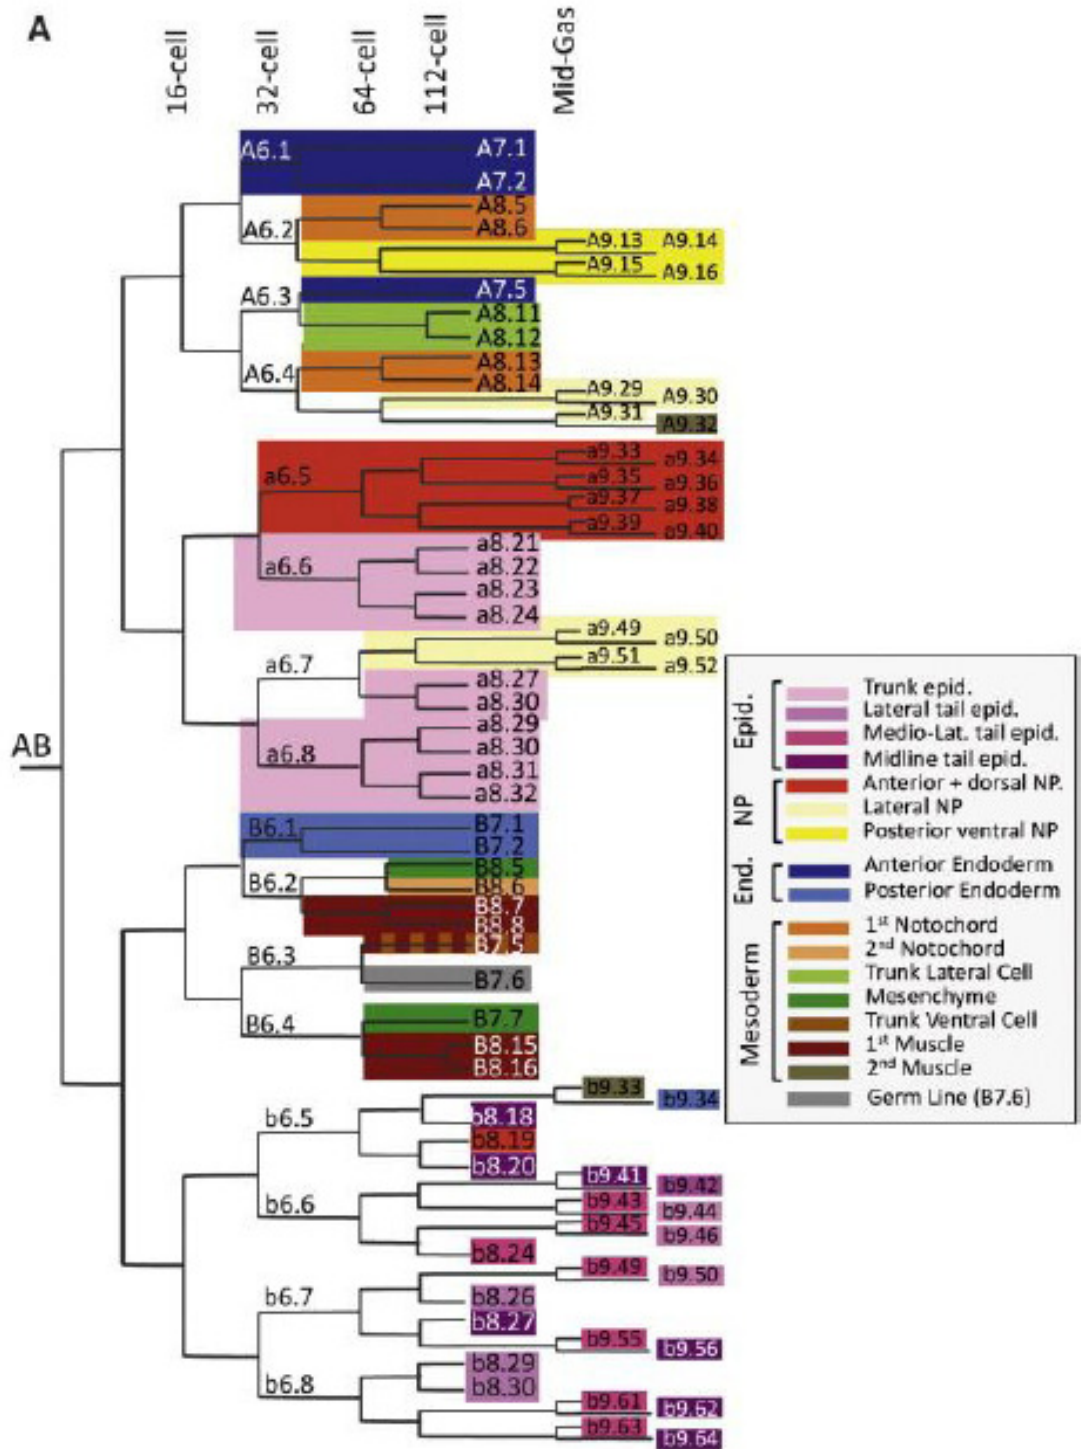 A
16-cell
32-cell
64-cell
112-cell
Mid-Gas
A6.1
A7.1
A7.2
A8.5
A6.2
A8.6
A9.13 A9.14
A9.15 A9.16
A6.3
A7.5
A8.11
A8.12
A8.13
A6.4
A8.14
A9.29 A9.30
A9.31 A9.32
a9.33 a9.34
a6.5
a9.35 a9.36
a9.37 a9.38
a9.39 a9.40
a8.21
a6.6
a8.22
a8.23
a8.24
a9.49 a9.50
a6.7
a9.51 a9.52
a8.27
a8.30
a8.29
AB
a6.8
a8.30
a8.31
a8.32
B6.1
B7.1
B7.2
B8.5
B6.2
B8.6
B8.7
B8.8
B7.5
B6.3
B7.6
B6.4
B7.7
B8.15
B8.16
b9.33 b9.34
b6.5
b8.18
b8.19
b8.20
b9.41 b9.42
b6.6
b9.43 b9.44
b9.45 b9.46
b8.24
b9.49 b9.50
b6.7
b8.26
b8.27
b9.55 b9.56
b8.29
b6.8
b8.30
b9.61 b9.62
b9.63 b9.64
Epid.
Trunk epid.
Lateral tail epid.
Medio-Lat. tail epid.
Midline tail epid.
NP
Anterior + dorsal NP.
Lateral NP
Posterior ventral NP
End.
Anterior Endoderm
Posterior Endoderm
Mesoderm
1st Notochord
2nd Notochord
Trunk Lateral Cell
Mesenchyme
Trunk Ventral Cell
1st Muscle
2nd Muscle
Germ Line (B7.6)